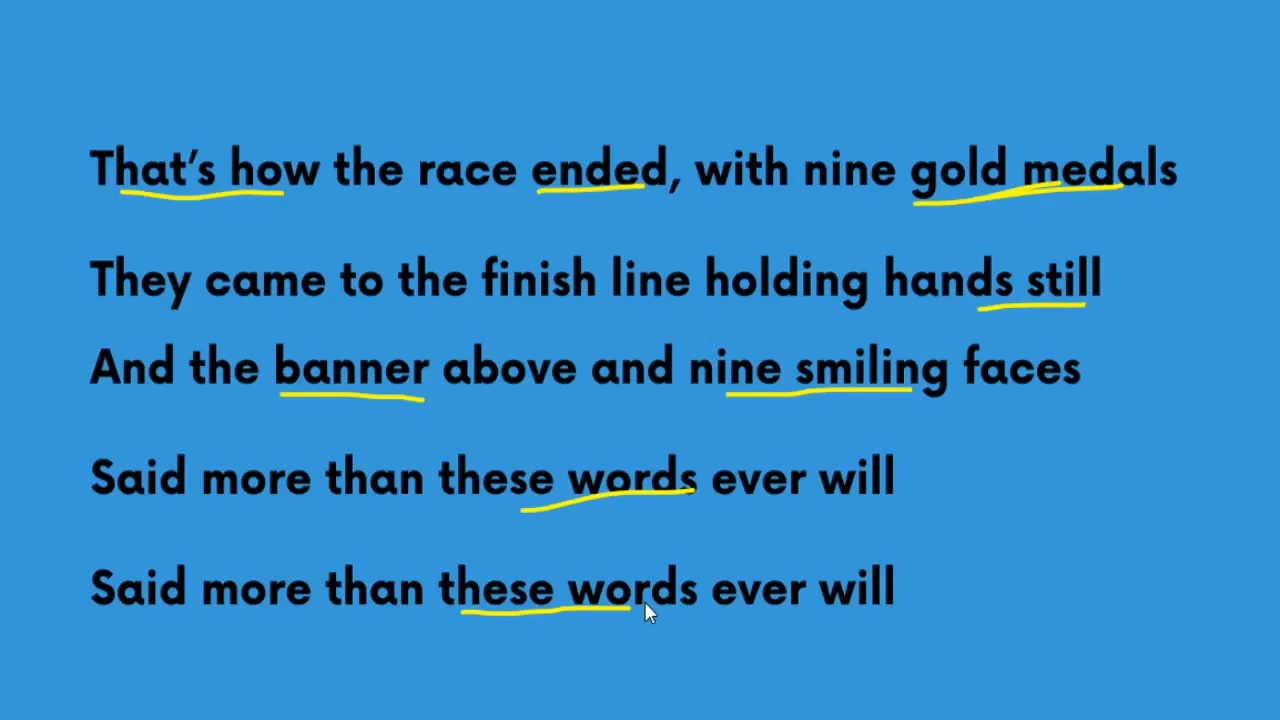 That’s how the race ended, with nine gold medals
They came to the finish line holding hands still
And the banner above and nine smiling faces
Said more than these words ever will
Said more than these words ever will